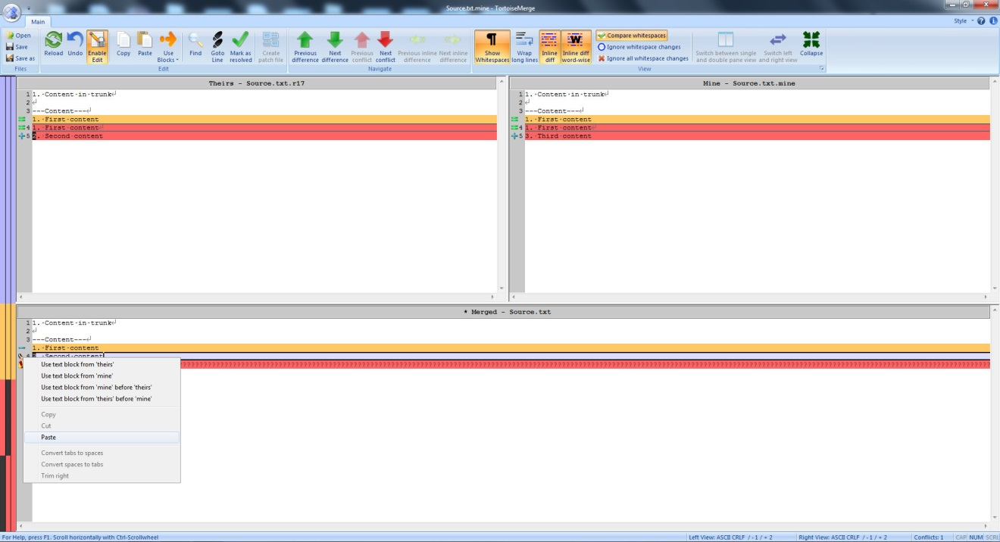 Source.txt.mine - TortoiseMerge
Main
Style
Open
Save
Save as
Reload
Undo
Enable Edit
Copy
Paste
Use Blocks
Find
Goto Line
Mark as resolved
Create patch file
Previous difference
Next difference
Previous conflict
Next conflict
Previous inline difference
Next inline difference
Show Whitespaces
Wrap long lines
Inline diff
Inline diff word-wise
Compare whitespaces
Ignore whitespace changes
Ignore all whitespace changes
Switch between single and double pane view
Switch left and right view
Collapse
Files
Edit
Navigate
View
Theirs - Source.txt.r17
1 1.·Content·in·trunk↵
2 ↵
3 ---Content---↵
1.·First·content
4 1.·First·content↵
5 2.·Second·content
Mine - Source.txt.mine
1 1.·Content·in·trunk↵
2 ↵
3 ---Content---↵
1.·First·content
4 1.·First·content↵
5 3.·Third·content
* Merged - Source.txt
1 1.·Content·in·trunk↵
2 ↵
3 ---Content---↵
1.·First·content
4 2.·Second·content
Use text block from 'theirs'
Use text block from 'mine'
Use text block from 'mine' before 'theirs'
Use text block from 'theirs' before 'mine'
Copy
Cut
Paste
Convert tabs to spaces
Convert spaces to tabs
Trim right
For Help, press F1. Scroll horizontally with Ctrl-Scrollwheel
Left View: ASCII CRLF / - 1 / + 2
Right View: ASCII CRLF / - 1 / + 2
Conflicts: 1
CAP NUM SCRL